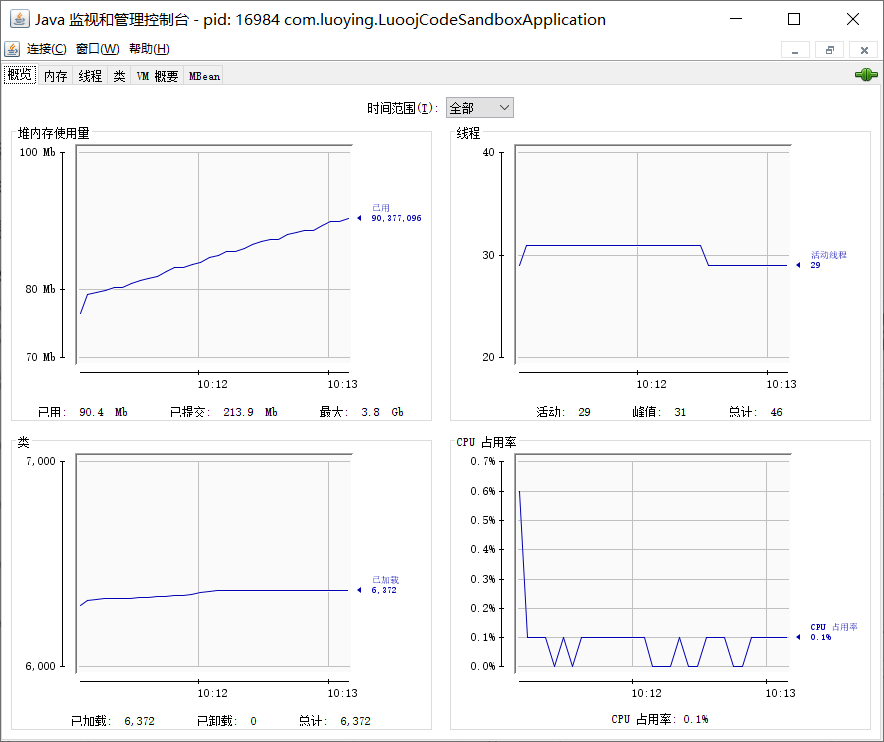 Java 监视和管理控制台 - pid: 16984 com.luoying.LuoojCodeSandboxApplication
连接(C) 窗口(W) 帮助(H)
概览 内存 线程 类 VM 概要 MBean
时间范围(I): 全部
堆内存使用量
100 Mb
80 Mb
70 Mb
已用
90,377,096
10:12 10:13
已用: 90.4 Mb 已提交: 213.9 Mb 最大: 3.8 Gb
线程
40
30
20
活动线程
29
10:12 10:13
活动: 29 峰值: 31 总计: 46
类
7,000
6,000
已加载
6,372
10:12 10:13
已加载: 6,372 已卸载: 0 总计: 6,372
CPU 占用率
0.7%
0.6%
0.5%
0.4%
0.3%
0.2%
0.1%
0.0%
CPU 占用率
0.1%
10:12 10:13
CPU 占用率: 0.1%